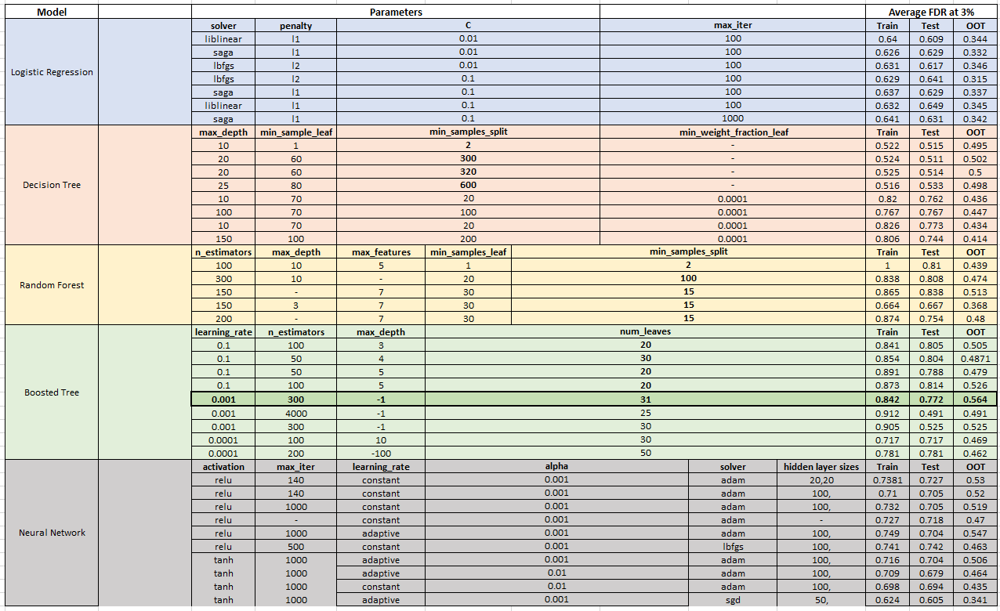 Model Parameters Average FDR at 3%
solver penalty C max_iter Train Test OOT
liblinear l1 0.01 100 0.64 0.609 0.344
saga l1 0.01 100 0.626 0.629 0.332
lbfgs l2 0.01 100 0.631 0.617 0.346
Logistic Regression lbfgs l2 0.1 100 0.629 0.641 0.315
saga l1 0.1 100 0.637 0.629 0.337
liblinear l1 0.1 100 0.632 0.649 0.345
saga l1 0.1 1000 0.641 0.631 0.342
max_depth min_sample_leaf min_samples_split min_weight_fraction_leaf Train Test OOT
10 1 2 - 0.522 0.515 0.495
20 60 300 - 0.524 0.511 0.502
20 60 320 - 0.525 0.514 0.5
Decision Tree 25 80 600 - 0.516 0.533 0.498
10 70 20 0.0001 0.82 0.762 0.436
100 70 100 0.0001 0.767 0.767 0.447
10 70 20 0.0001 0.826 0.773 0.434
150 100 200 0.0001 0.806 0.744 0.414
n_estimators max_depth max_features min_samples_leaf min_samples_split Train Test OOT
100 10 5 1 2 1 0.81 0.439
300 10 - 20 100 0.838 0.808 0.474
Random Forest 150 - 7 30 15 0.865 0.838 0.513
150 3 7 30 15 0.664 0.667 0.368
200 - 7 30 15 0.874 0.754 0.48
learning_rate n_estimators max_depth num_leaves Train Test OOT
0.1 100 3 20 0.841 0.805 0.505
0.1 50 4 30 0.854 0.804 0.4871
0.1 50 5 20 0.891 0.788 0.479
0.1 100 5 20 0.873 0.814 0.526
Boosted Tree 0.001 300 -1 31 0.842 0.772 0.564
0.001 4000 -1 25 0.912 0.491 0.491
0.001 300 -1 30 0.905 0.525 0.525
0.0001 100 10 30 0.717 0.717 0.469
0.0001 200 -100 50 0.781 0.781 0.462
activation max_iter learning_rate alpha solver hidden layer sizes Train Test OOT
relu 140 constant 0.001 adam 20,20 0.7381 0.727 0.53
relu 140 constant 0.001 adam 100, 0.71 0.705 0.52
relu 1000 constant 0.001 adam 100, 0.732 0.705 0.519
relu - constant 0.001 adam - 0.727 0.718 0.47
Neural Network relu 1000 adaptive 0.001 adam 100, 0.749 0.704 0.547
relu 500 constant 0.001 lbfgs 100, 0.741 0.742 0.463
tanh 1000 adaptive 0.001 adam 100, 0.716 0.704 0.506
tanh 1000 adaptive 0.01 adam 100, 0.709 0.679 0.464
tanh 1000 constant 0.01 adam 100, 0.698 0.694 0.435
tanh 1000 adaptive 0.001 sgd 50, 0.624 0.605 0.341